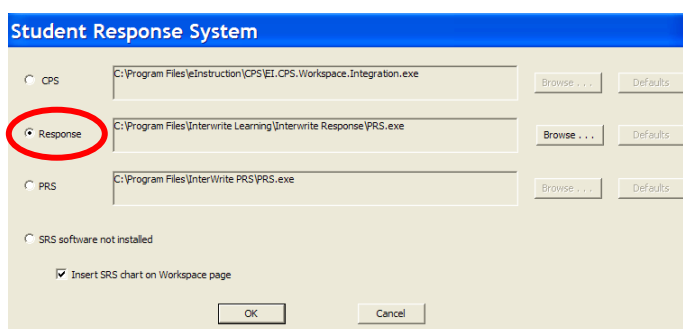 Student Response System
CPS
C:\Program Files\eInstruction\CPS\EI.CPS.Workspace.Integration.exe
Browse . . .
Defaults
Response
C:\Program Files\Interwrite Learning\Interwrite Response\PRS.exe
Browse . . .
Defaults
PRS
C:\Program Files\InterWrite PRS\PRS.exe
Browse . . .
Defaults
SRS software not installed
Insert SRS chart on Workspace page
OK
Cancel